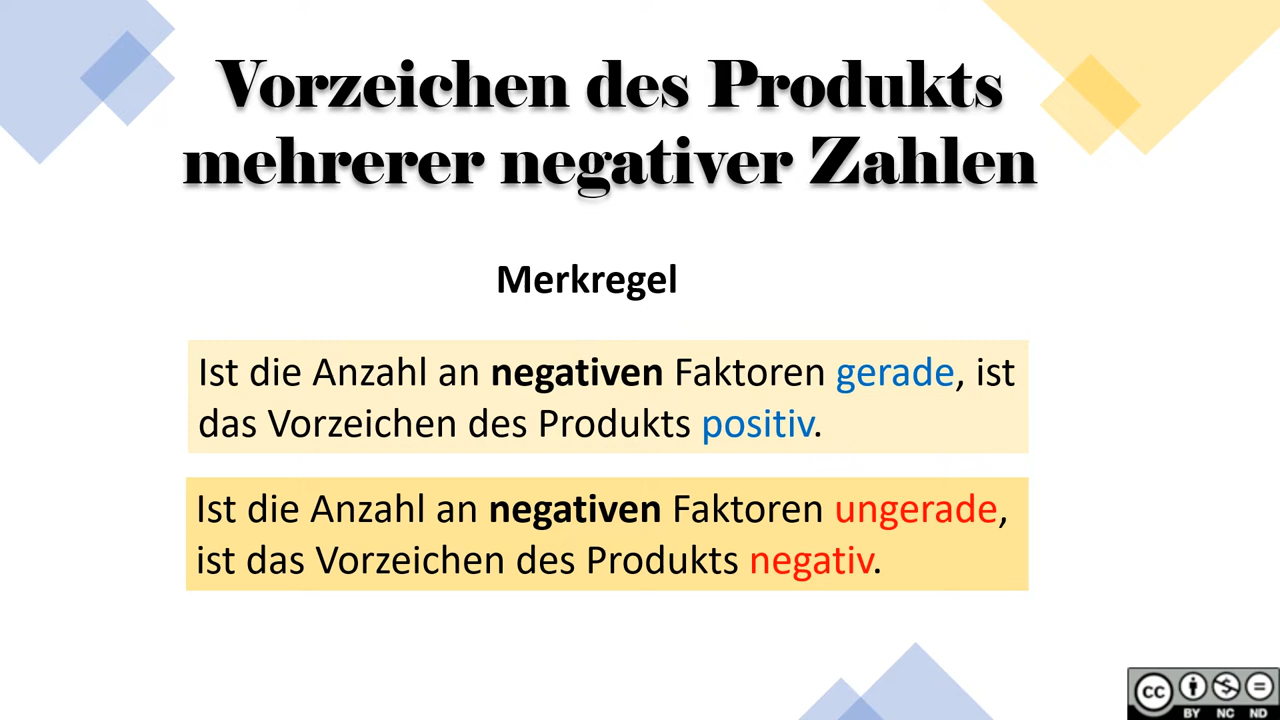 Vorzeichen des Produkts
mehrerer negativer Zahlen
Merkregel
Ist die Anzahl an negativen Faktoren gerade, ist
das Vorzeichen des Produkts positiv.
Ist die Anzahl an negativen Faktoren ungerade,
ist das Vorzeichen des Produkts negativ.
cc
BY NC ND